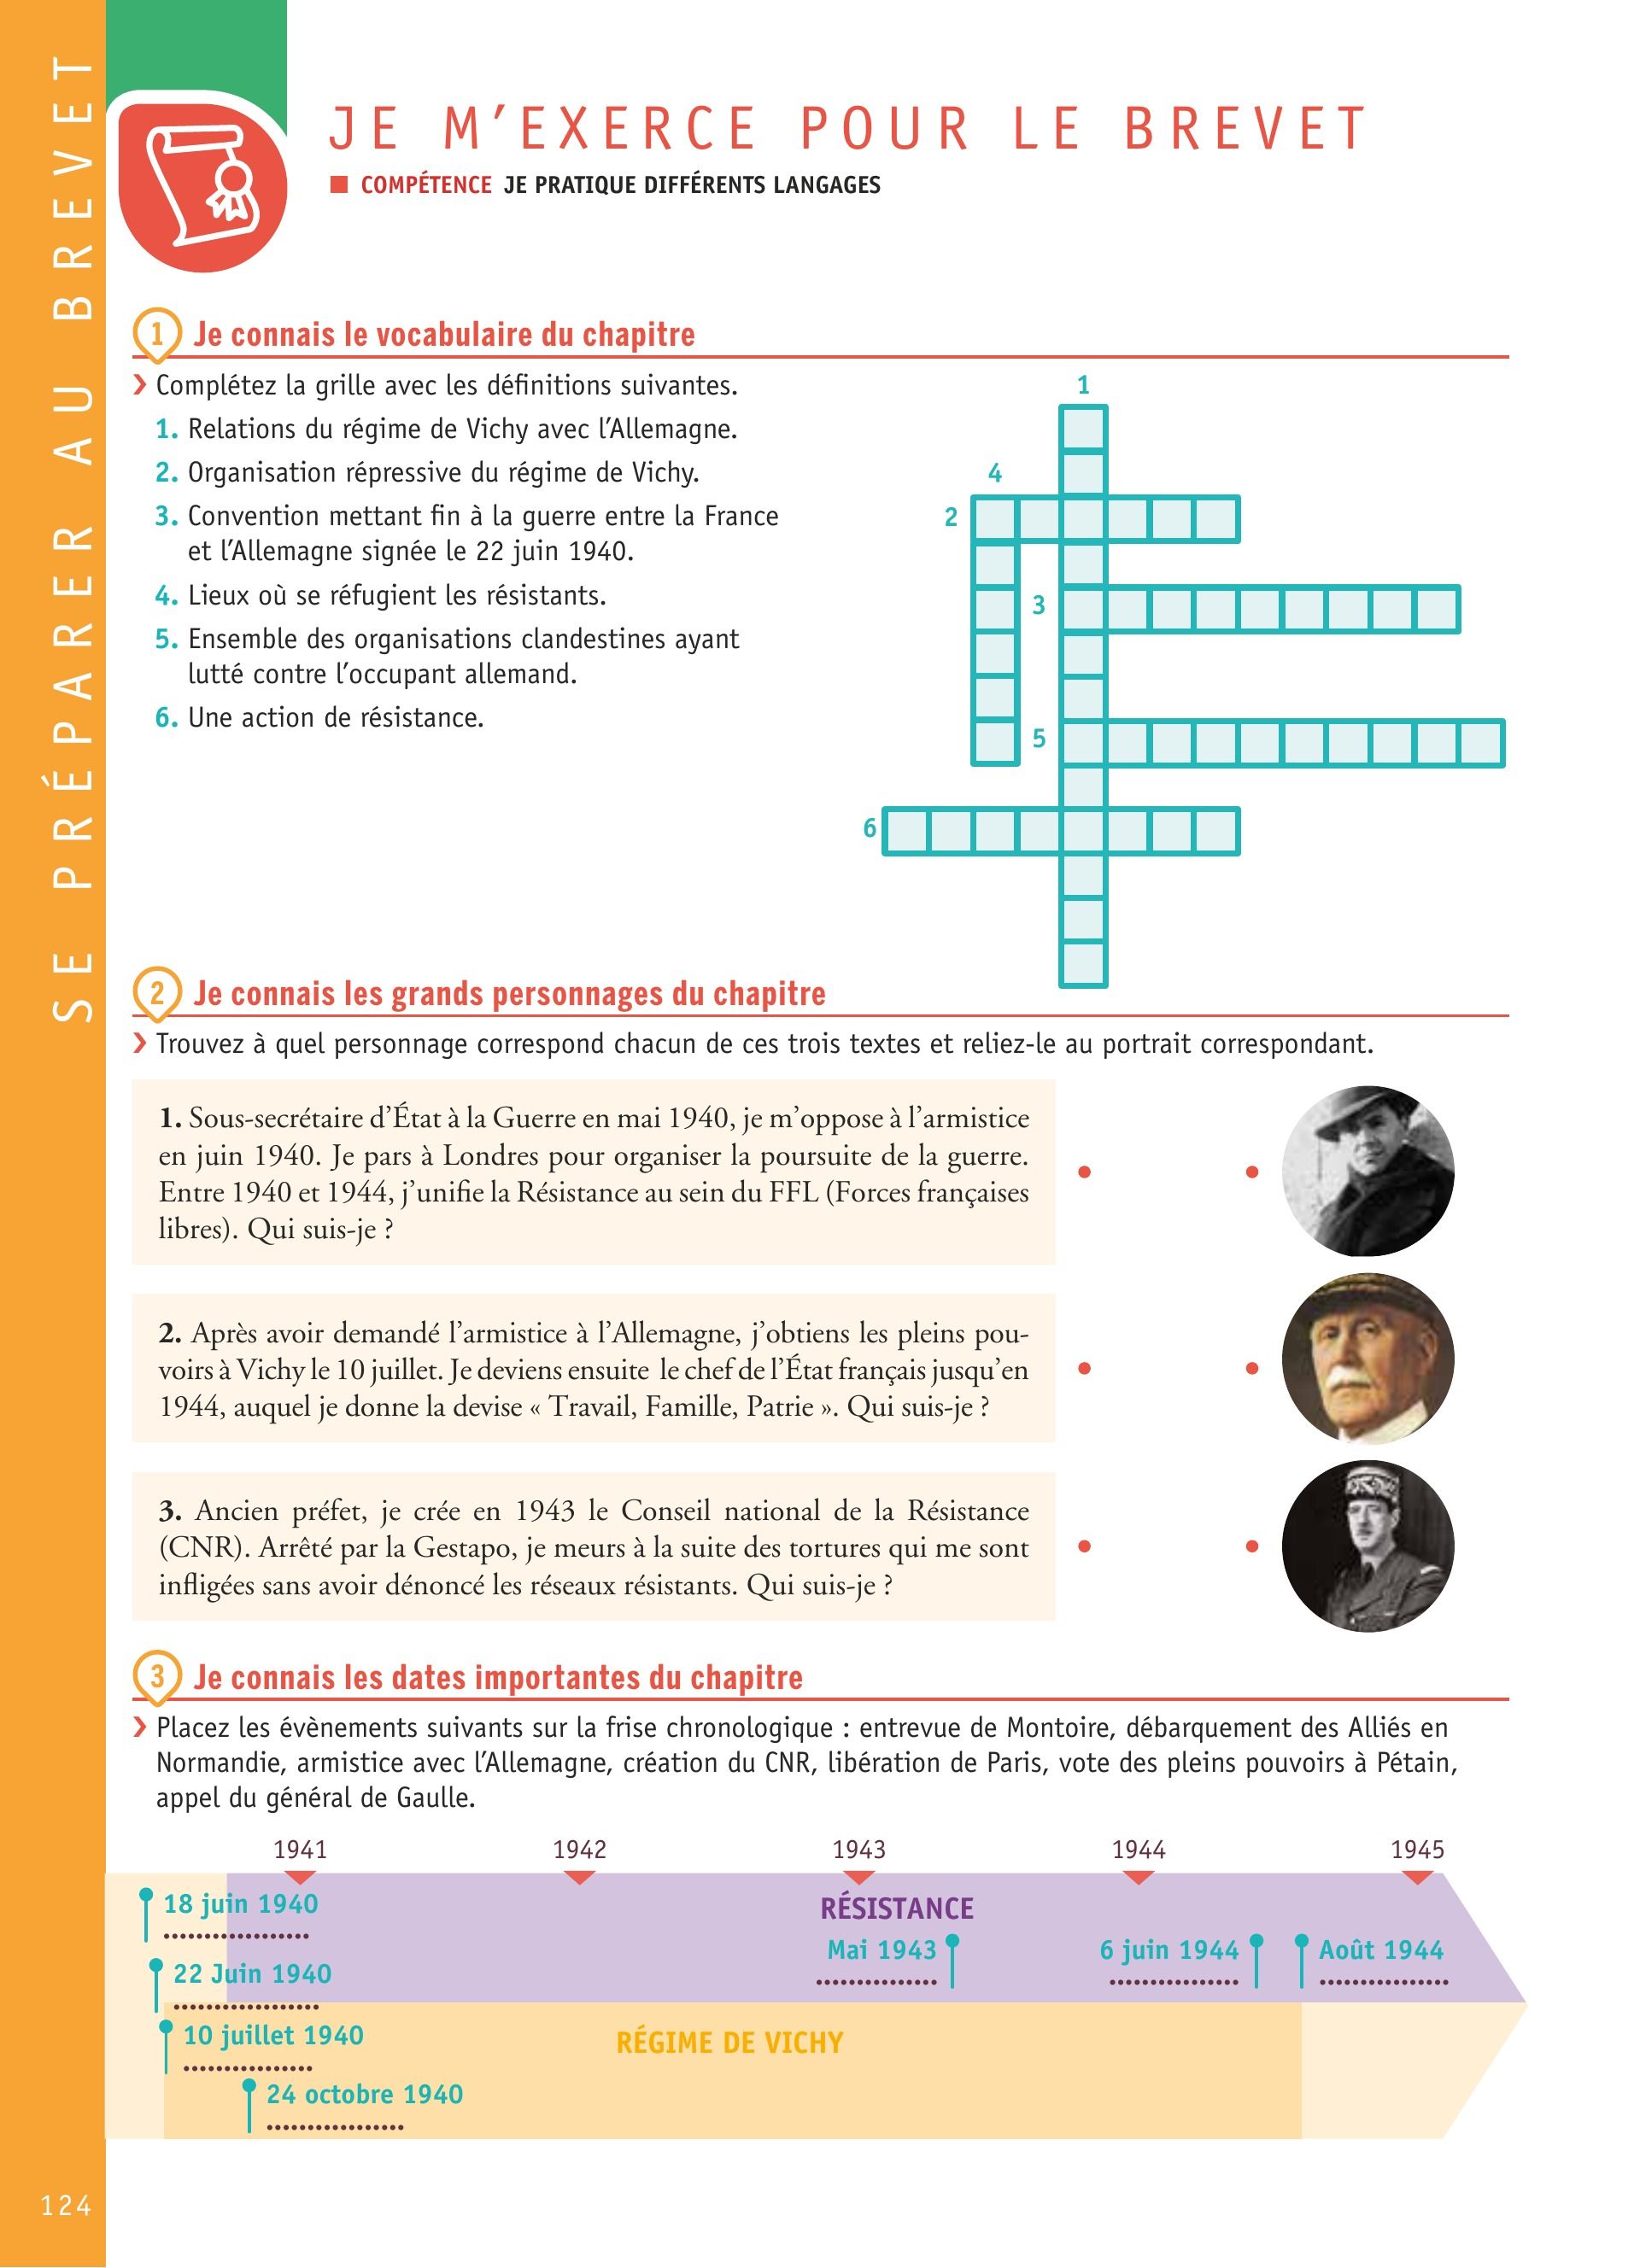 SE PRÉPARER AU BREVET
JE M'EXERCE POUR LE BREVET
COMPÉTENCE JE PRATIQUE DIFFÉRENTS LANGAGES
1 Je connais le vocabulaire du chapitre
› Complétez la grille avec les définitions suivantes.
1. Relations du régime de Vichy avec l'Allemagne.
2. Organisation répressive du régime de Vichy.
3. Convention mettant fin à la guerre entre la France
et l'Allemagne signée le 22 juin 1940.
4. Lieux où se réfugient les résistants.
5. Ensemble des organisations clandestines ayant
lutté contre l'occupant allemand.
6. Une action de résistance.
1
4
2
3
5
6
2 Je connais les grands personnages du chapitre
› Trouvez à quel personnage correspond chacun de ces trois textes et reliez-le au portrait correspondant.
1. Sous-secrétaire d'État à la Guerre en mai 1940, je m'oppose à l'armistice
en juin 1940. Je pars à Londres pour organiser la poursuite de la guerre.
Entre 1940 et 1944, j'unifie la Résistance au sein du FFL (Forces françaises
libres). Qui suis-je ?
2. Après avoir demandé l'armistice à l'Allemagne, j'obtiens les pleins pou-
voirs à Vichy le 10 juillet. Je deviens ensuite le chef de l'État français jusqu'en
1944, auquel je donne la devise « Travail, Famille, Patrie ». Qui suis-je ?
3. Ancien préfet, je crée en 1943 le Conseil national de la Résistance
(CNR). Arrêté par la Gestapo, je meurs à la suite des tortures qui me sont
infligées sans avoir dénoncé les réseaux résistants. Qui suis-je ?
3 Je connais les dates importantes du chapitre
› Placez les évènements suivants sur la frise chronologique : entrevue de Montoire, débarquement des Alliés en
Normandie, armistice avec l'Allemagne, création du CNR, libération de Paris, vote des pleins pouvoirs à Pétain,
appel du général de Gaulle.
1941 1942 1943 1944 1945
18 juin 1940
RÉSISTANCE
Mai 1943
6 juin 1944
Août 1944
22 Juin 1940
10 juillet 1940
RÉGIME DE VICHY
24 octobre 1940
124